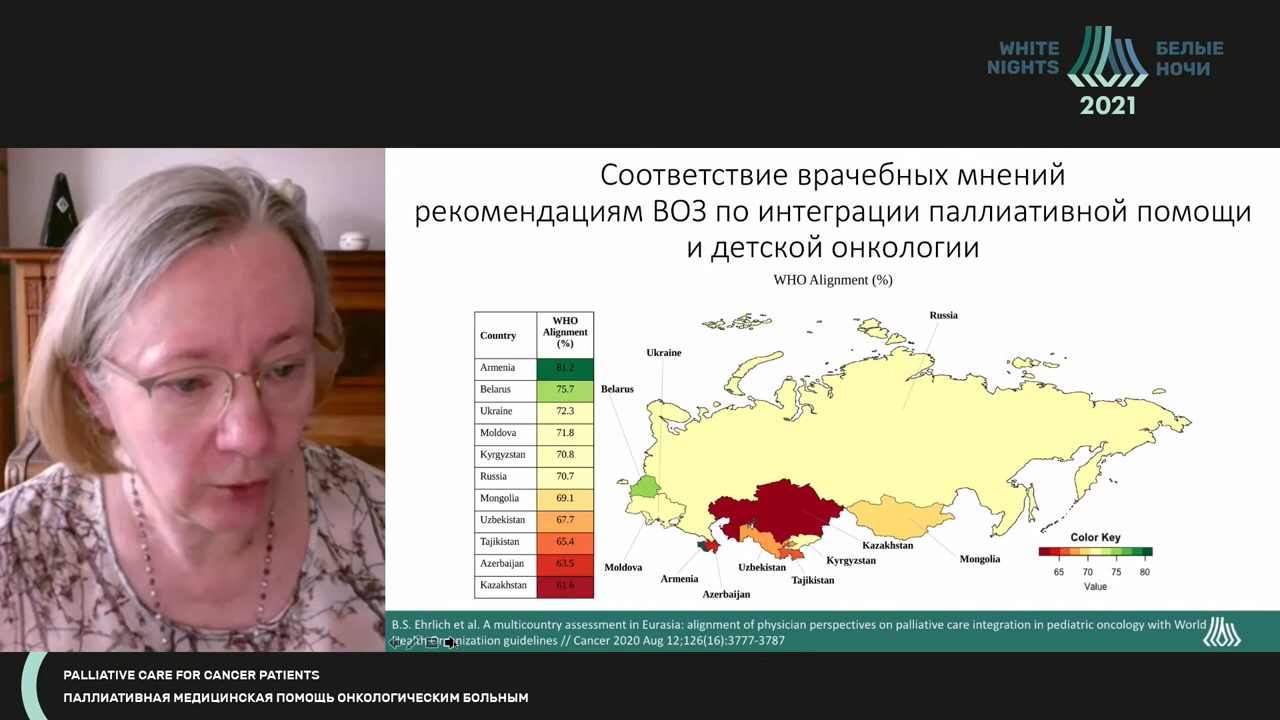 WHITE
NIGHTS
БЕЛЫЕ
НОЧИ
2021
Соответствие врачебных мнений
рекомендациям ВОЗ по интеграции паллиативной помощи
и детской онкологии
WHO Alignment (%)
Country
WHO
Alignment
(%)
Armenia 81.2
Belarus 75.7
Ukraine 72.3
Moldova 71.8
Kyrgyzstan 70.8
Russia 70.7
Mongolia 69.1
Uzbekistan 67.7
Tajikistan 65.4
Azerbaijan 63.5
Kazakhstan 61.6
Russia
Ukraine
Belarus
Kazakhstan
Mongolia
Kyrgyzstan
Moldova
Uzbekistan
Armenia
Tajikistan
Azerbaijan
Color Key
65 70 75 80
Value
B.S. Ehrlich et al. A multicountry assessment in Eurasia: alignment of physician perspectives on palliative care integration in pediatric oncology with World
guidelines // Cancer 2020 Aug 12;126(16):3777-3787
PALLIATIVE CARE FOR CANCER PATIENTS
ПАЛЛИАТИВНАЯ МЕДИЦИНСКАЯ ПОМОЩЬ ОНКОЛОГИЧЕСКИМ БОЛЬНЫМ